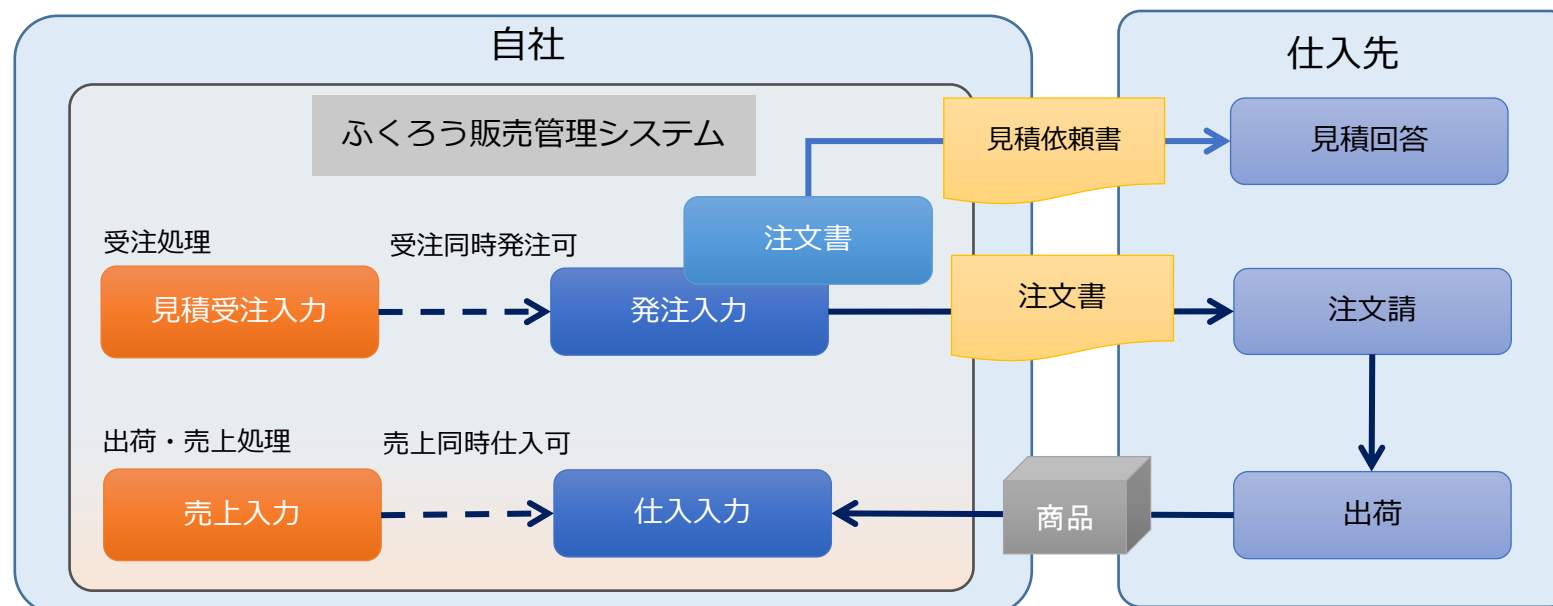 自社
仕入先
ふくろう販売管理システム
見積依頼書
見積回答
受注処理
受注同時発注可
注文書
見積受注入力
発注入力
注文書
注文請
出荷・売上処理
売上同時仕入可
売上入力
仕入入力
商品
出荷